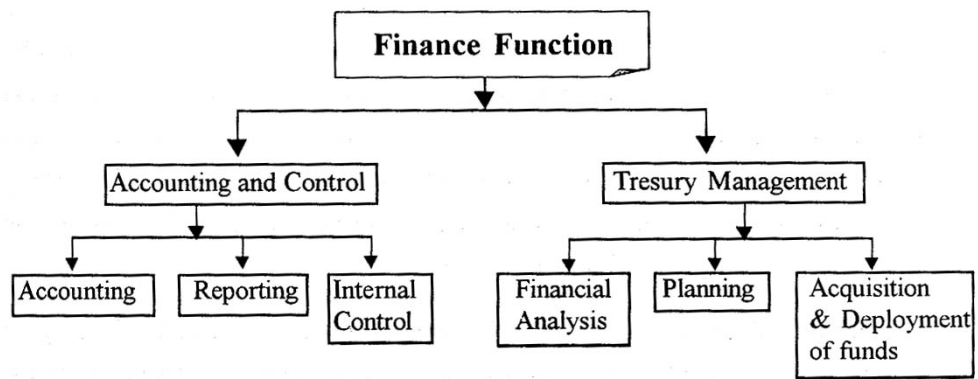 Finance Function
Accounting and Control
Tresury Management
Accounting
Reporting
Internal
Control
Financial
Analysis
Planning
Acquisition
& Deployment
of funds